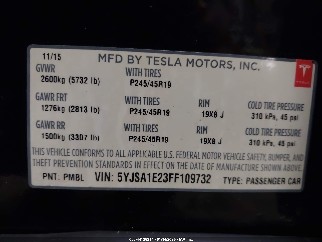 11/15 MFD BY TESLA MOTORS, INC.
GVWR WITH TIRES
2600kg (5732 lb) P245/45R19
GAWR FRT WITH TIRES RIM COLD TIRE PRESSURE
1276kg (2813 lb) P245/45R19 19X8 J 310 kPa, 45 psi
GAWR RR WITH TIRES RIM COLD TIRE PRESSURE
1500kg (3307 lb) P245/45R19 19X8 J 310 kPa, 45 psi
THIS VEHICLE CONFORMS TO ALL APPLICABLE U.S. FEDERAL MOTOR VEHICLE SAFETY, BUMPER, AND
THEFT PREVENTION STANDARDS IN EFFECT ON THE DATE OF MANUFACTURE SHOWN ABOVE.
PNT: PMBL VIN: 5YJSA1E23FF109732 TYPE: PASSENGER CAR